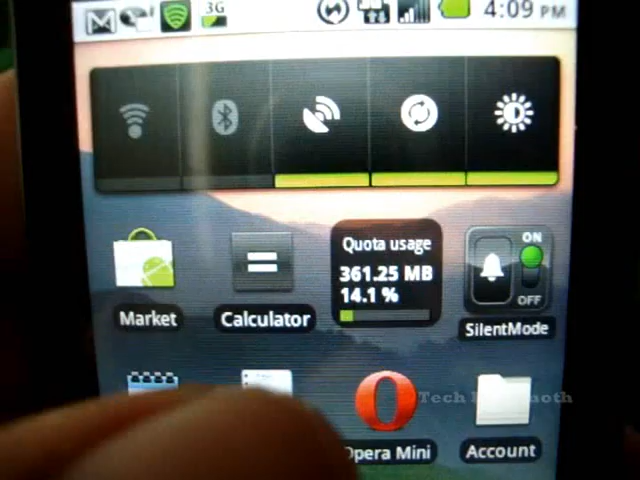 3G
4:09 PM
Quota usage
361.25 MB
14.1 %
ON
OFF
Market
Calculator
SilentMode
Opera Mini
Account